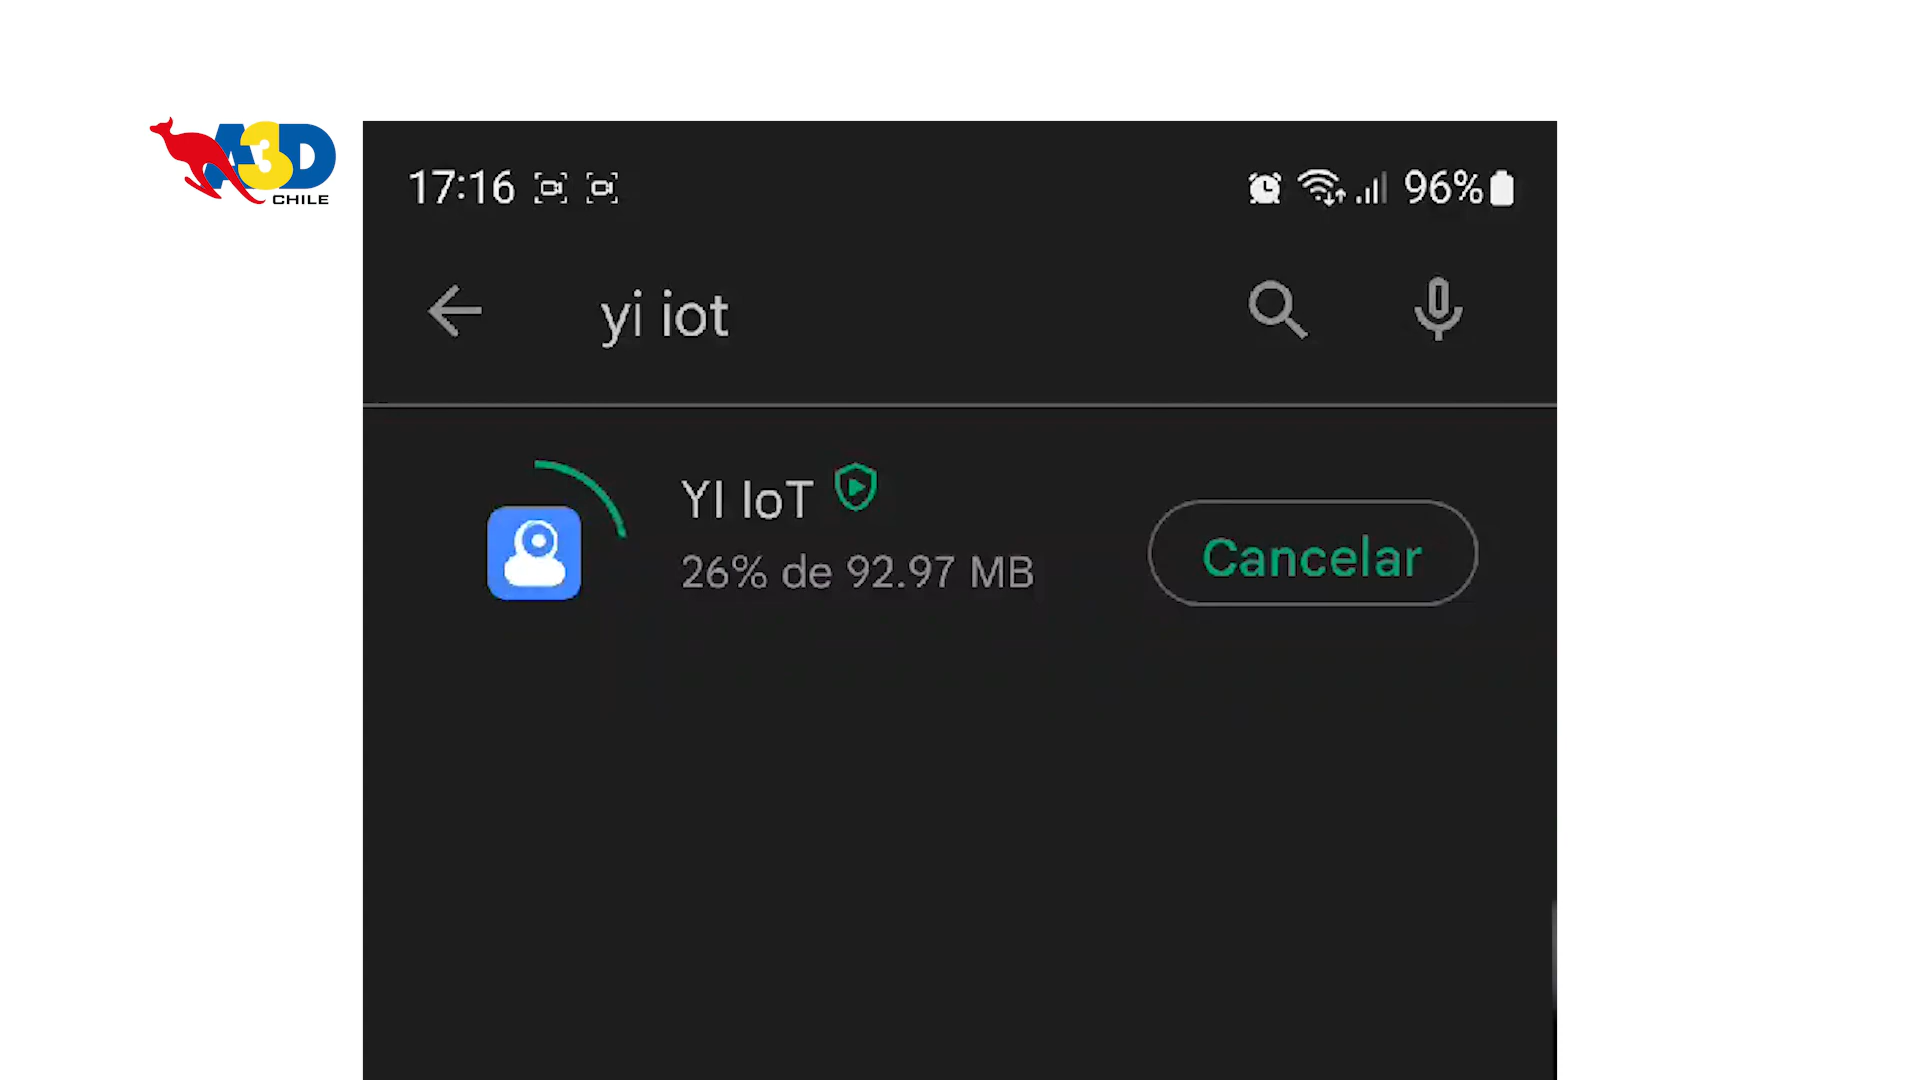 A3D
CHILE
17:16 96%
yi iot
YI IoT
26% de 92.97 MB
Cancelar